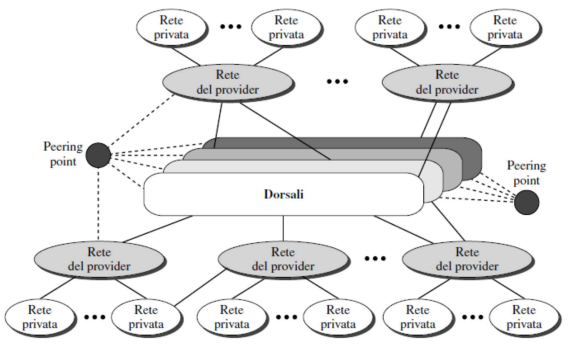 Rete
privata
•••
Rete
privata
Rete
privata
•••
Rete
privata
Rete
del provider
•••
Rete
del provider
Peering
point
Peering
point
Dorsali
Rete
del provider
Rete
del provider
•••
Rete
del provider
Rete
privata
•••
Rete
privata
Rete
privata
•••
Rete
privata
Rete
privata
•••
Rete
privata